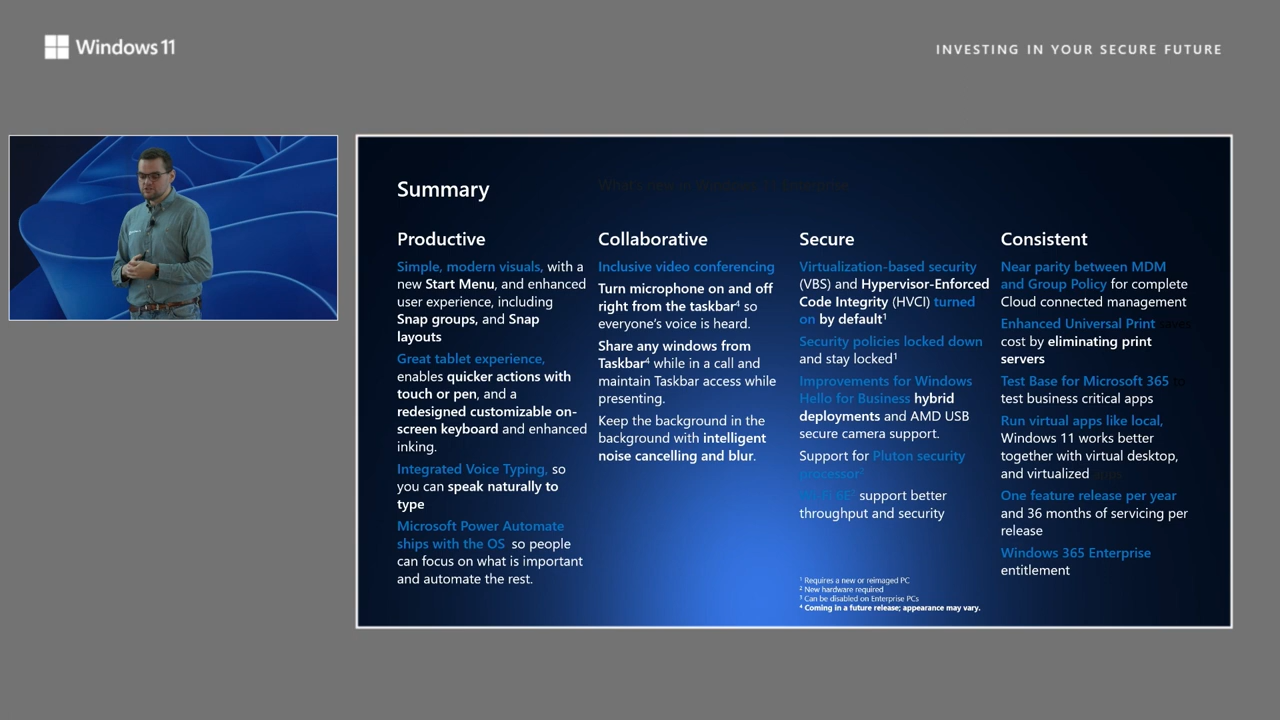 Windows 11
INVESTING IN YOUR SECURE FUTURE
Summary
What's new in Windows 11 Enterprise
Productive
Simple, modern visuals, with a
new Start Menu, and enhanced
user experience, including
Snap groups, and Snap
layouts
Great tablet experience,
enables quicker actions with
touch or pen, and a
redesigned customizable on-
screen keyboard and enhanced
inking.
Integrated Voice Typing, so
you can speak naturally to
type
Microsoft Power Automate
ships with the OS so people
can focus on what is important
and automate the rest.
Collaborative
Inclusive video conferencing
Turn microphone on and off
right from the taskbar⁴ so
everyone's voice is heard.
Share any windows from
Taskbar⁴ while in a call and
maintain Taskbar access while
presenting.
Keep the background in the
background with intelligent
noise cancelling and blur.
Secure
Virtualization-based security
(VBS) and Hypervisor-Enforced
Code Integrity (HVCI) turned
on by default¹
Security policies locked down
and stay locked¹
Improvements for Windows
Hello for Business hybrid
deployments and AMD USB
secure camera support.
Support for Pluton security
processor²
Wi-Fi 6E² support better
throughput and security
¹ Requires a new or reimaged PC
² New hardware required
³ Can be disabled on Enterprise PCs
⁴ Coming in a future release; appearance may vary.
Consistent
Near parity between MDM
and Group Policy for complete
Cloud connected management
Enhanced Universal Print saves
cost by eliminating print
servers
Test Base for Microsoft 365 to
test business critical apps
Run virtual apps like local,
Windows 11 works better
together with virtual desktop,
and virtualized apps
One feature release per year
and 36 months of servicing per
release
Windows 365 Enterprise
entitlement